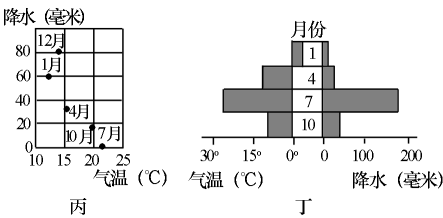 降水 (毫米)
80
60
40
20
0
12月
1月
4月
10月
7月
10
15
20
25
气温 (℃)
丙
月份
1
4
7
10
30° 15° 0° 0 100 200
气温 (℃) 降水 (毫米)
丁